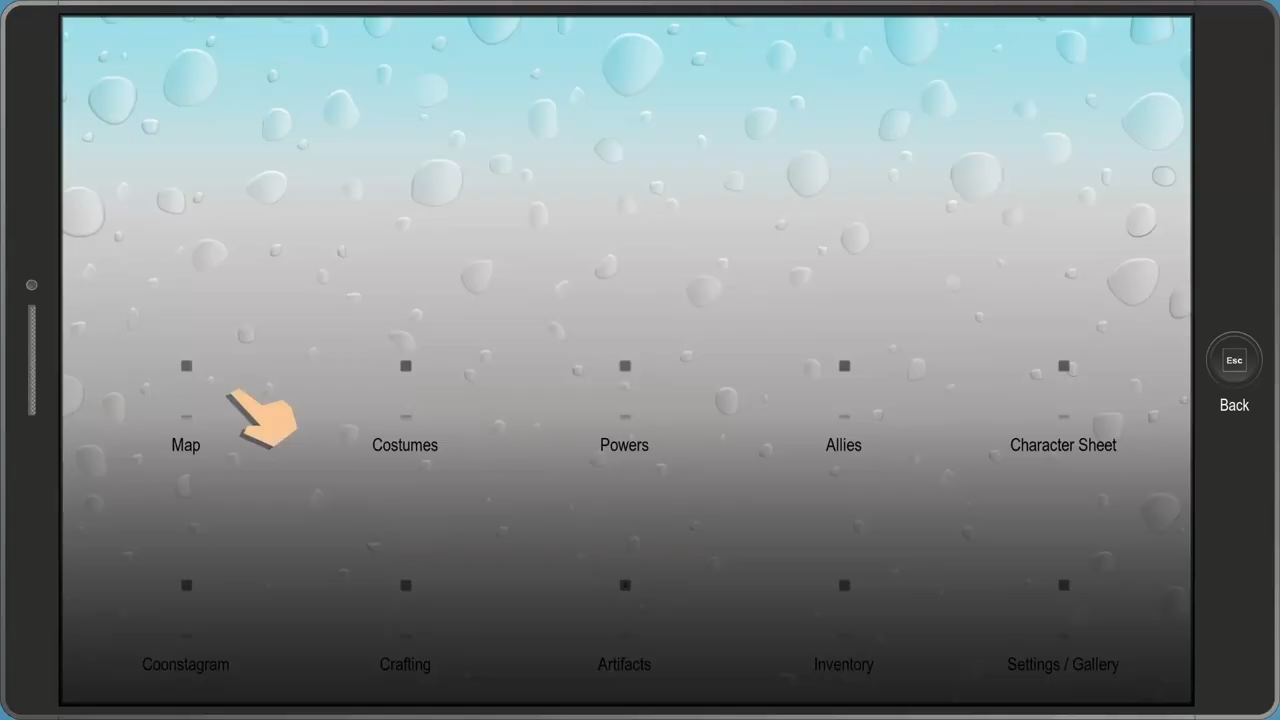 Esc
Back
Map
Costumes
Powers
Allies
Character Sheet
Coonstagram
Crafting
Artifacts
Inventory
Settings / Gallery